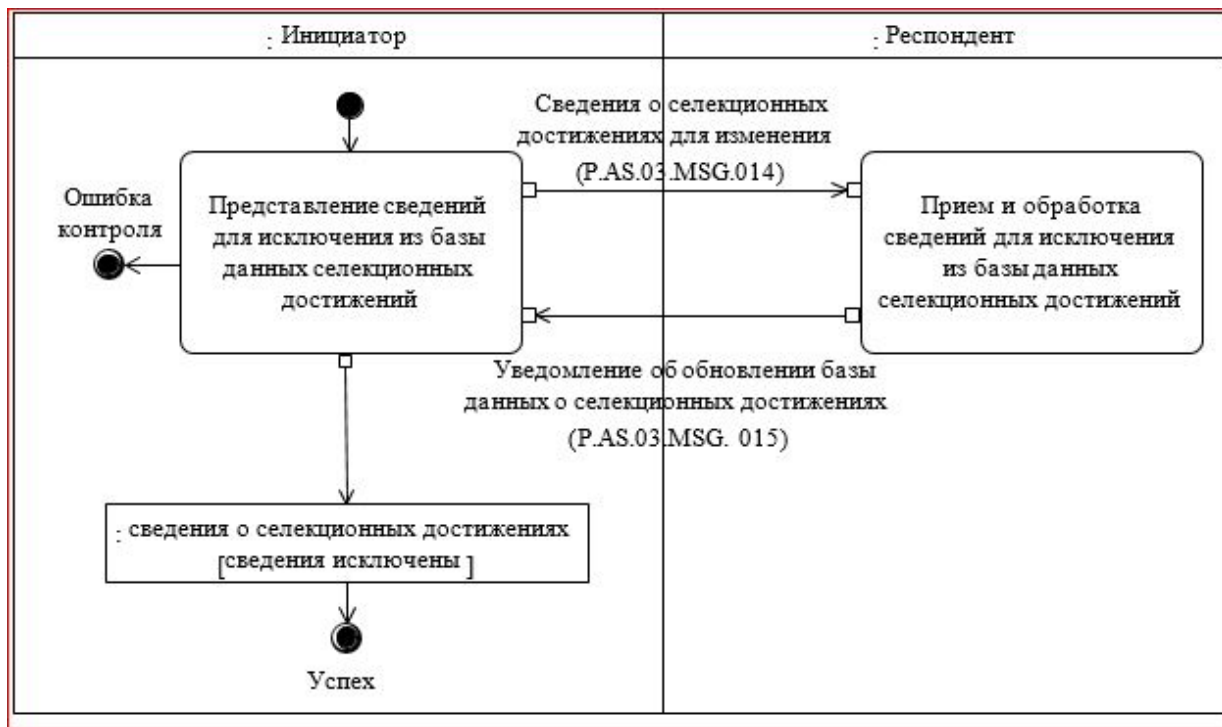 : Инициатор
: Респондент
Сведения о селекционных
достижениях для изменения
(P.AS.03.MSG.014)
Ошибка
контроля
Представление сведений
для исключения из базы
данных селекционных
достижений
Прием и обработка
сведений для исключения
из базы данных
селекционных достижений
Уведомление об обновлении базы
данных о селекционных достижениях
(P.AS.03.MSG. 015)
: сведения о селекционных достижениях
[сведения исключены ]
Успех